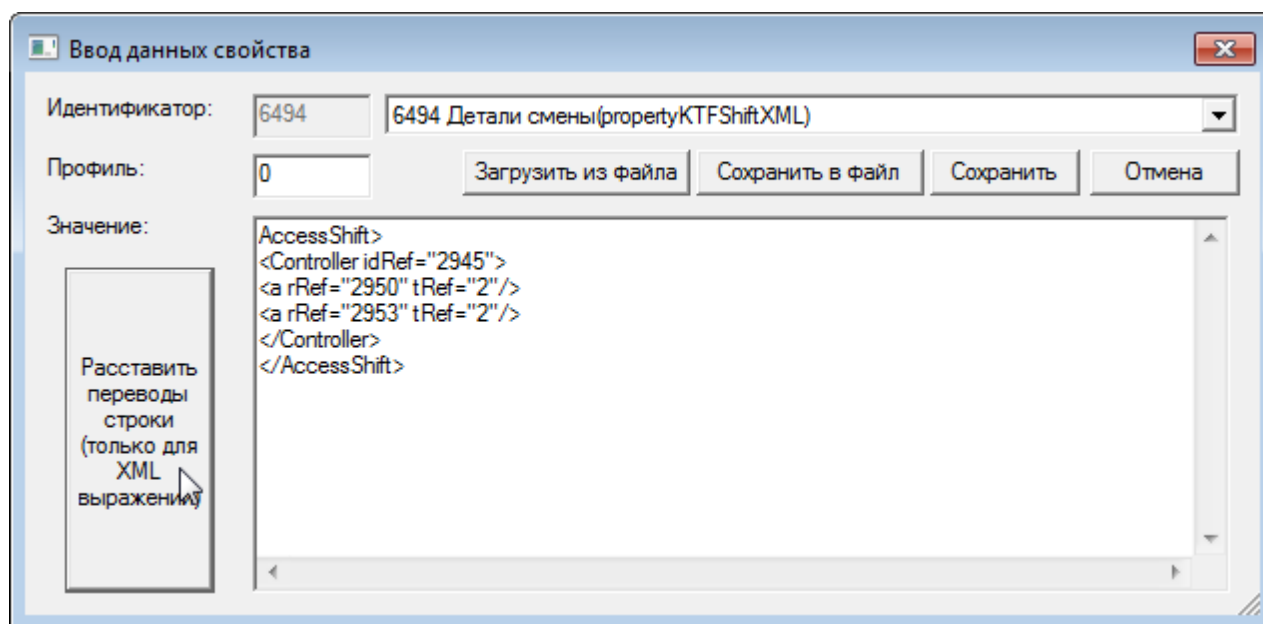 Ввод данных свойства
Идентификатор: 6494 6494 Детали смены(propertyKTFShiftXML)
Профиль: 0 Загрузить из файла Сохранить в файл Сохранить Отмена
Значение:
AccessShift>
<Controller idRef="2945">
<a rRef="2950" tRef="2"/>
<a rRef="2953" tRef="2"/>
</Controller>
</AccessShift>
Расставить
переводы
строки
(только для
XML
выражений)